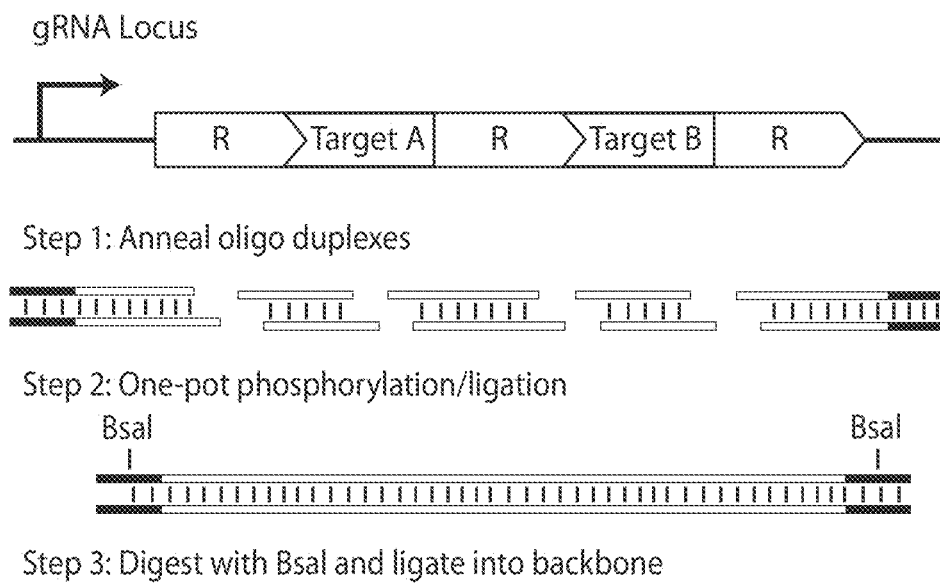 gRNA Locus
R Target A R Target B R
Step 1: Anneal oligo duplexes
Step 2: One-pot phosphorylation/ligation
BsaI BsaI
Step 3: Digest with BsaI and ligate into backbone